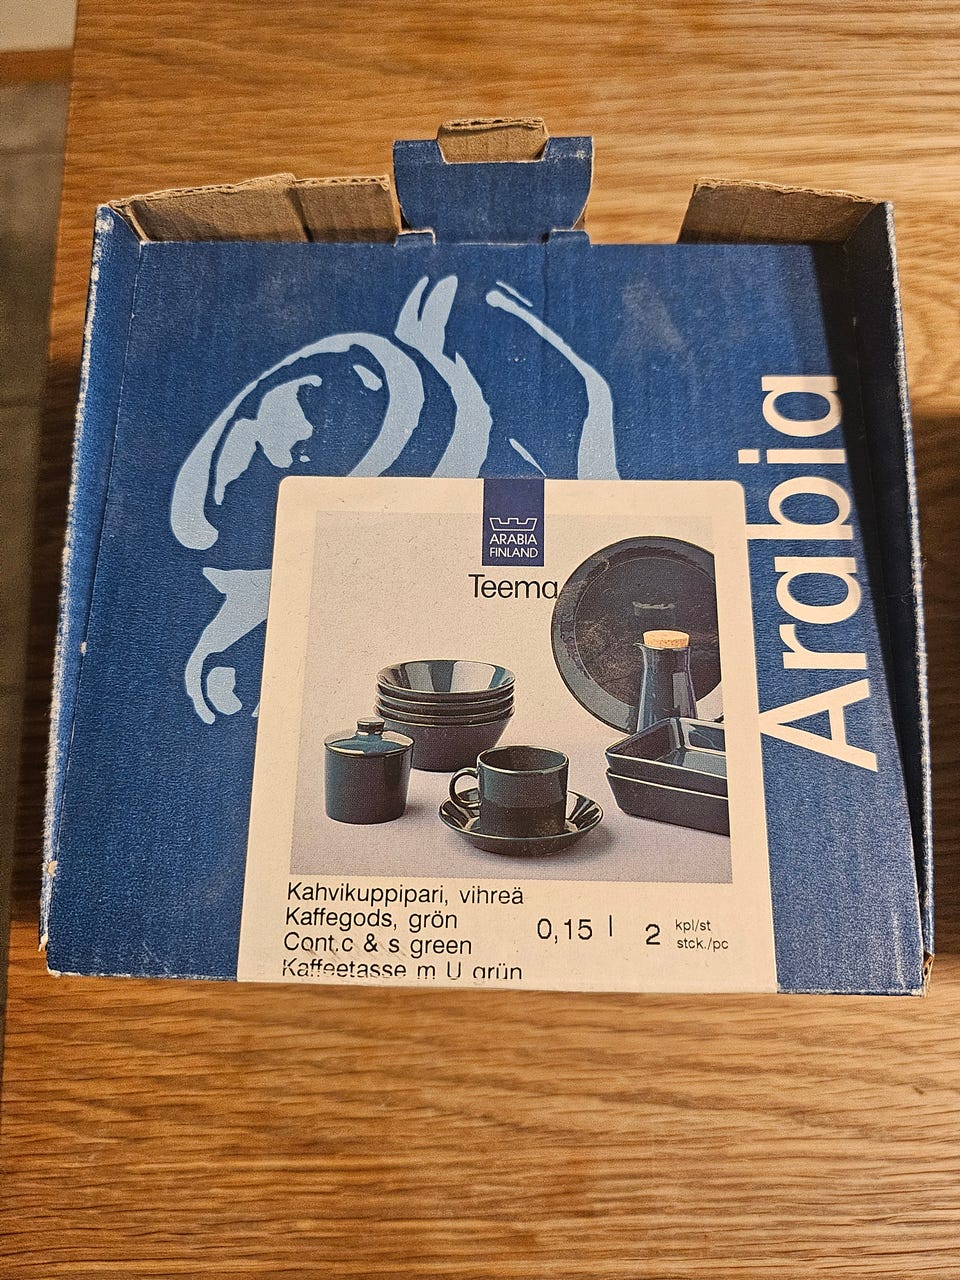 Arabia
ARABIA
FINLAND
Teema
Kahvikuppipari, vihreä
Kaffegods, grön
Cont.c & s green
Kaffeetasse m U grün
0,15 l
2 kpl/st
stck./pc